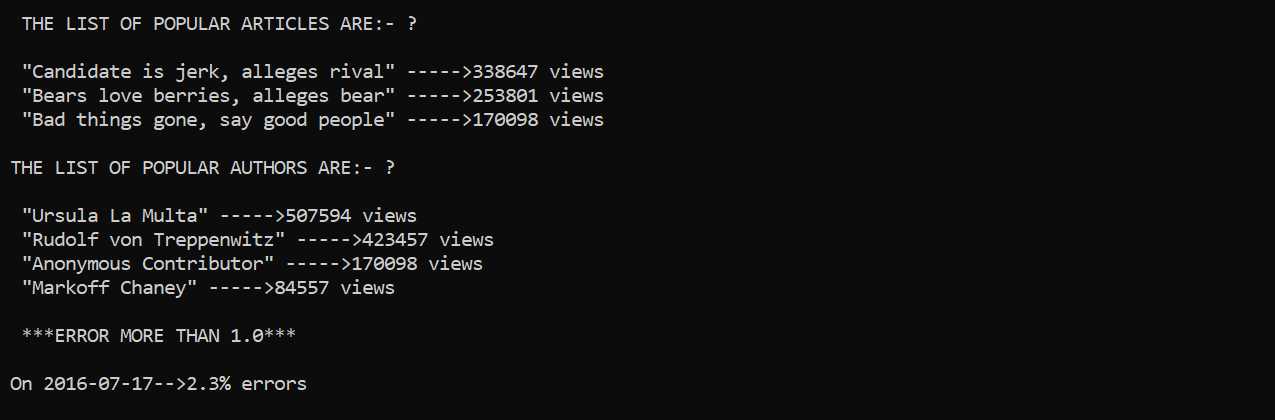 THE LIST OF POPULAR ARTICLES ARE:- ?
"Candidate is jerk, alleges rival" ----->338647 views
"Bears love berries, alleges bear" ----->253801 views
"Bad things gone, say good people" ----->170098 views
THE LIST OF POPULAR AUTHORS ARE:- ?
"Ursula La Multa" ----->507594 views
"Rudolf von Treppenwitz" ----->423457 views
"Anonymous Contributor" ----->170098 views
"Markoff Chaney" ----->84557 views
***ERROR MORE THAN 1.0***
On 2016-07-17-->2.3% errors